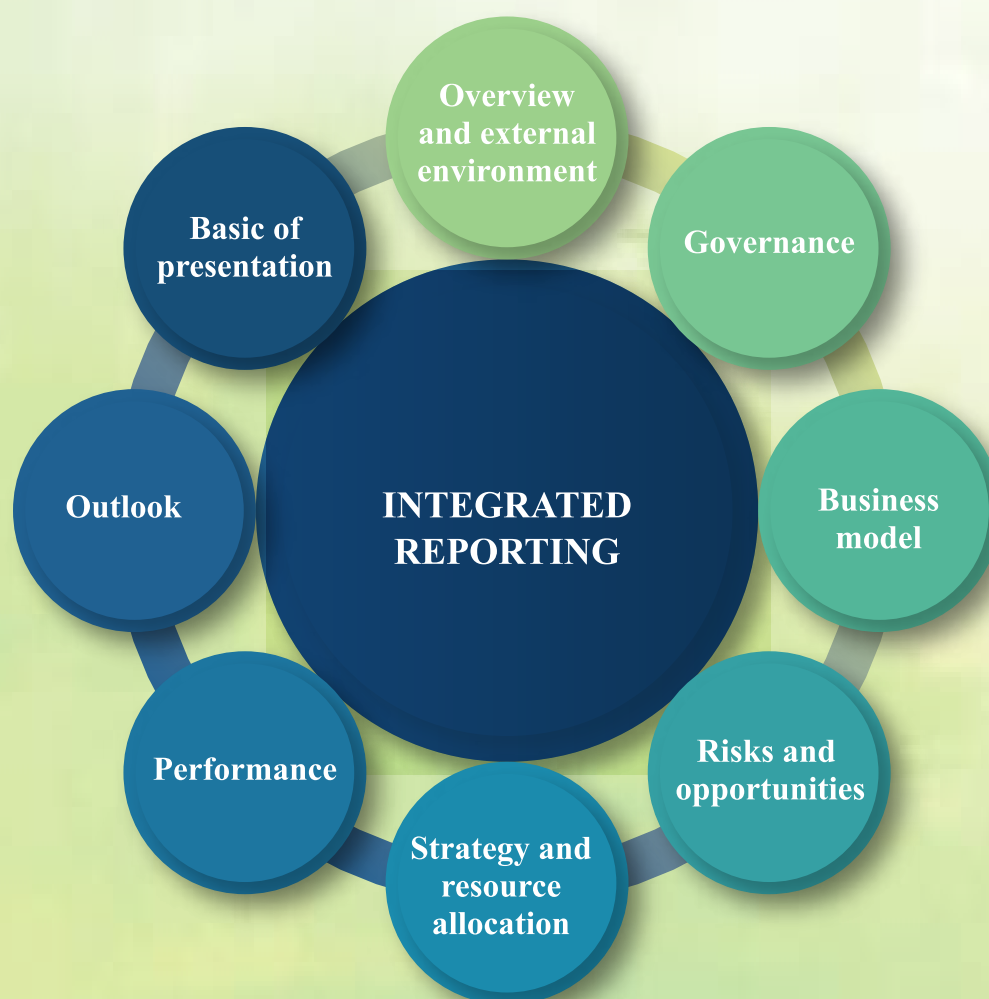 Overview
and external
environment
Governance
Business
model
Risks and
opportunities
Strategy and
resource
allocation
Performance
Outlook
Basic of
presentation
INTEGRATED
REPORTING